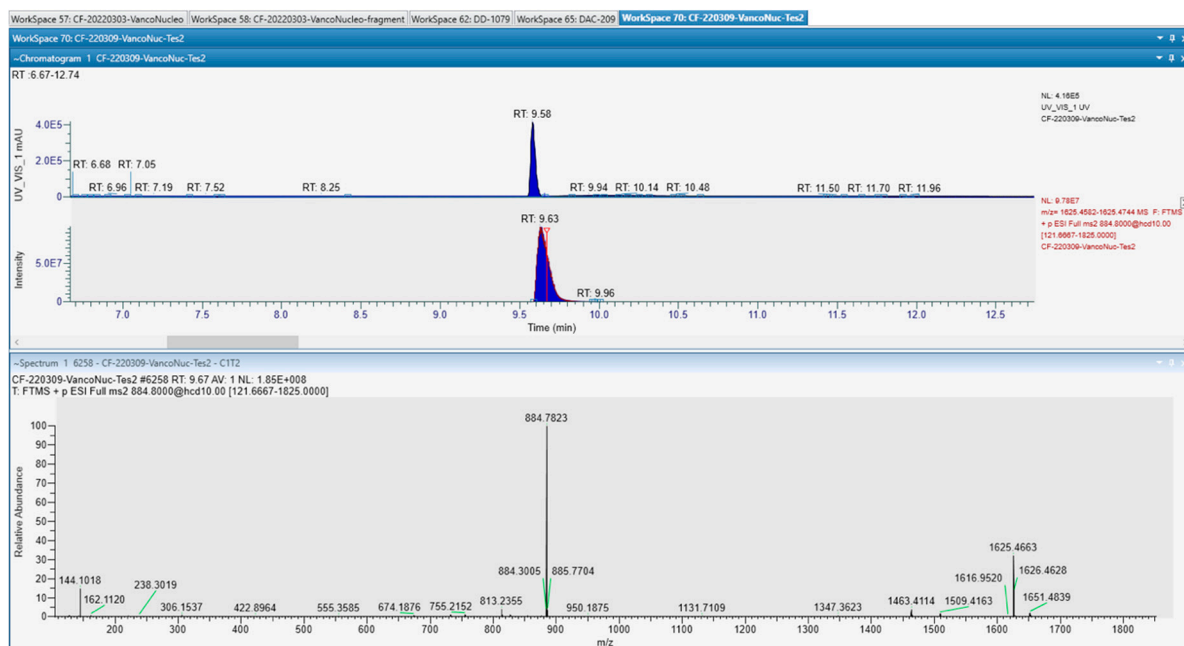 WorkSpace 57: CF-20220303-VancoNucleo WorkSpace 58: CF-20220303-VancoNucleo-fragment WorkSpace 62: DD-1079 WorkSpace 65: DAC-209 WorkSpace 70: CF-220309-VancoNuc-Tes2
WorkSpace 70: CF-220309-VancoNuc-Tes2
~Chromatogram 1 CF-220309-VancoNuc-Tes2
RT :6.67-12.74
NL: 4.16E5
UV_VIS_1 UV
CF-220309-VancoNuc-Tes2
UV_VIS_1 mAU
4.0E5
2.0E5
0
RT: 9.58
RT: 6.68 RT: 7.05
RT: 6.96 RT: 7.19 RT: 7.52 RT: 8.25 RT: 9.94 RT: 10.14 RT: 10.48 RT: 11.50 RT: 11.70 RT: 11.96
NL: 9.78E7
m/z= 1625.4582-1625.4744 MS F: FTMS
+ p ESI Full ms2 884.8000@hcd10.00
[121.6667-1825.0000]
CF-220309-VancoNuc-Tes2
Intensity
5.0E7
0
RT: 9.63
RT: 9.96
7.0 7.5 8.0 8.5 9.0 9.5 10.0 10.5 11.0 11.5 12.0 12.5
Time (min)
~Spectrum 1 6258 - CF-220309-VancoNuc-Tes2 - C1T2
CF-220309-VancoNuc-Tes2 #6258 RT: 9.67 AV: 1 NL: 1.85E+008
T: FTMS + p ESI Full ms2 884.8000@hcd10.00 [121.6667-1825.0000]
Relative Abundance
100
90
80
70
60
50
40
30
20
10
0
884.7823
1625.4663
884.3005 885.7704
1616.9520 1626.4628
144.1018 238.3019
162.1120 306.1537 422.8964 555.3585 674.1876 755.2152 813.2355 950.1875 1131.7109 1347.3623 1463.4114 1509.4163 1651.4839
200 300 400 500 600 700 800 900 1000 1100 1200 1300 1400 1500 1600 1700 1800
m/z